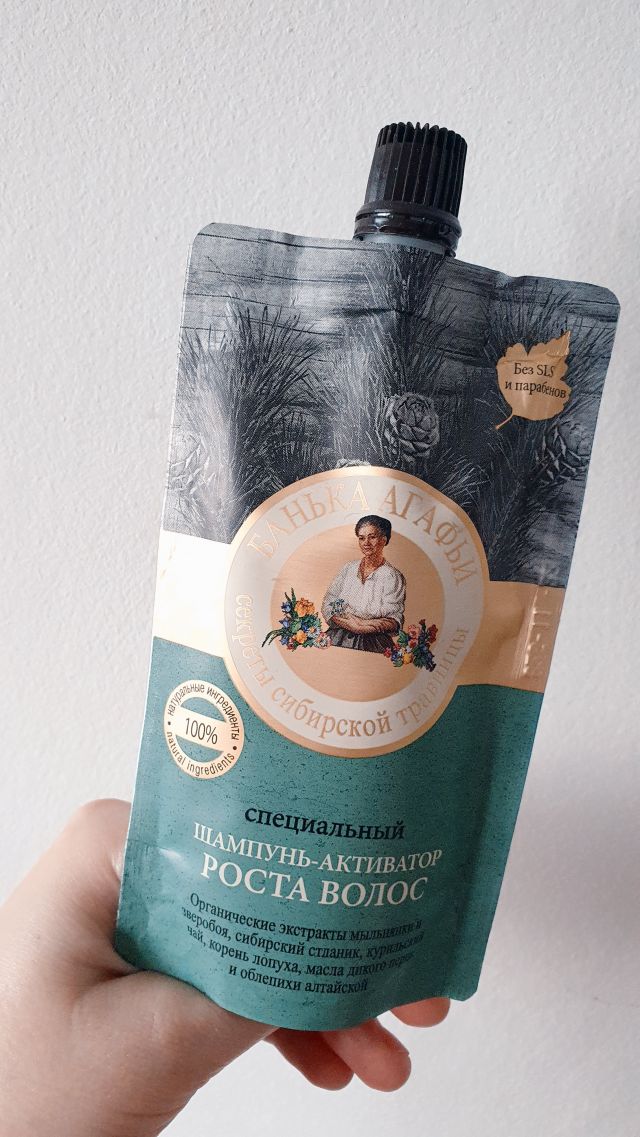 Без SLS
и парабенов
БАНЬКА АГАФЬИ
секреты сибирской травницы
натуральные ингредиенты
100%
natural ingredients
специальный
ШАМПУНЬ-АКТИВАТОР
РОСТА ВОЛОС
Органические экстракты мыльнянки и
зверобоя, сибирский стланик, курильский
чай, корень лопуха, масла дикого перца
и облепихи алтайской